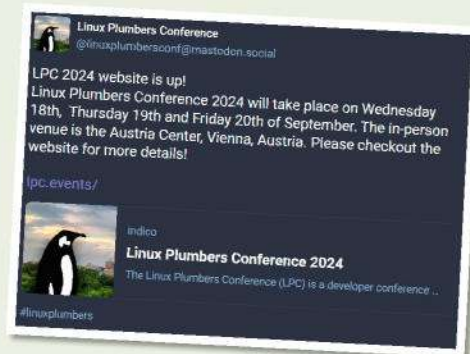 Linux Plumbers Conference
@linuxplumbersconf@mastodon.social
LPC 2024 website is up!
Linux Plumbers Conference 2024 will take place on Wednesday
18th, Thursday 19th and Friday 20th of September. The in-person
venue is the Austria Center, Vienna, Austria. Please checkout the
website for more details!
lpc.events/
indico
Linux Plumbers Conference 2024
The Linux Plumbers Conference (LPC) is a developer conference ...
#linuxplumbers